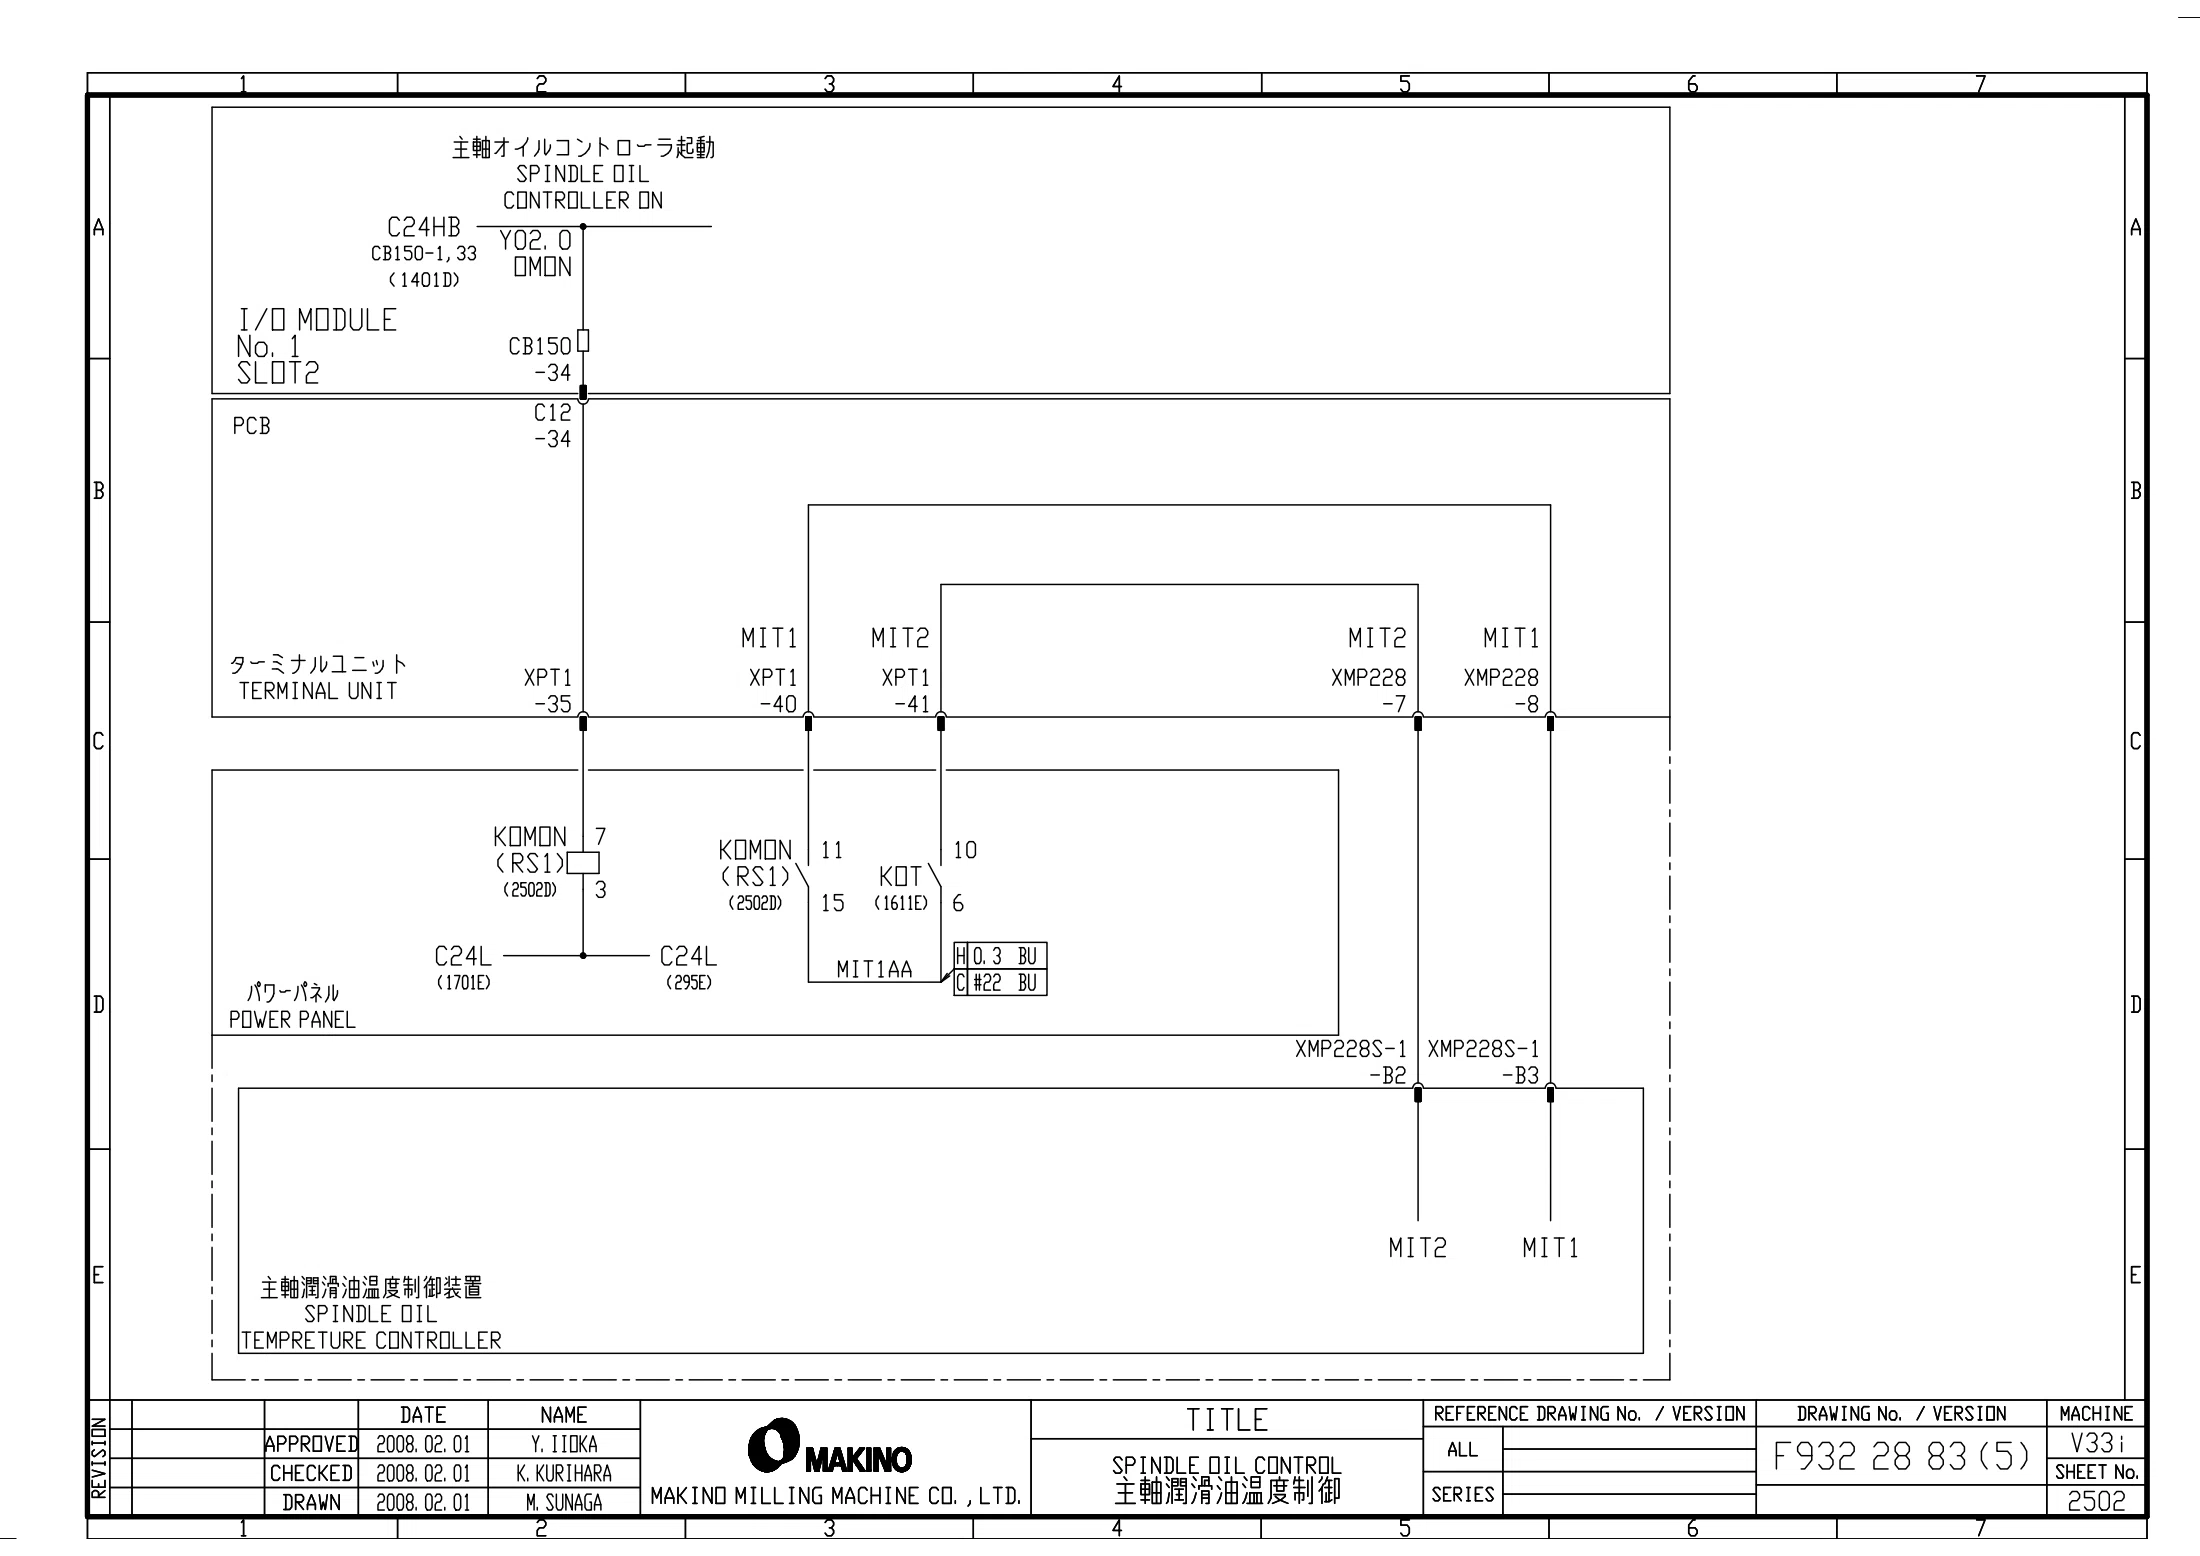 1 2 3 4 5 6 7
A A
B B
C C
D D
E E
主軸オイルコントローラ起動
SPINDLE OIL
CONTROLLER ON
C24HB
CB150-1,33
(1401D)
Y02.0
OMON
I/O MODULE
No. 1
SLOT2
CB150
-34
PCB
C12
-34
ターミナルユニット
TERMINAL UNIT
XPT1
-35
MIT1
XPT1
-40
MIT2
XPT1
-41
MIT2
XMP228
-7
MIT1
XMP228
-8
KOMON 7
(RS1)
(2502D) 3
KOMON 11
(RS1)
(2502D) 15
10
KOT
(1611E) 6
C24L
(1701E)
C24L
(295E)
MIT1AA
H 0.3 BU
C #22 BU
パワーパネル
POWER PANEL
XMP228S-1
-B2
XMP228S-1
-B3
MIT2
MIT1
主軸潤滑油温度制御装置
SPINDLE OIL
TEMPRETURE CONTROLLER
REVISION
DATE NAME
APPROVED 2008.02.01 Y. IIOKA
CHECKED 2008.02.01 K. KURIHARA
DRAWN 2008.02.01 M. SUNAGA
MAKINO
MAKINO MILLING MACHINE CO.,LTD.
TITLE
SPINDLE OIL CONTROL
主軸潤滑油温度制御
REFERENCE DRAWING No. / VERSION
ALL
SERIES
DRAWING No. / VERSION
F932 28 83(5)
MACHINE
V33i
SHEET No.
2502
1 2 3 4 5 6 7